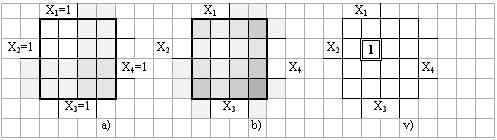 X₁=1 X₁ X₁
X₂=1 X₂ X₂ 1
X₄=1 X₄ X₄
X₃=1 X₃ X₃
a) b) v)